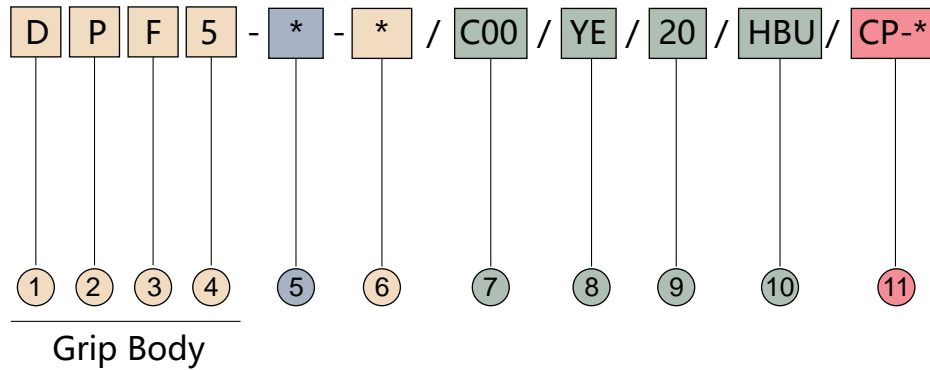 D P F 5 - * - * / C00 / YE / 20 / HBU / CP-*
1 2 3 4 5 6 7 8 9 10 11
Grip Body